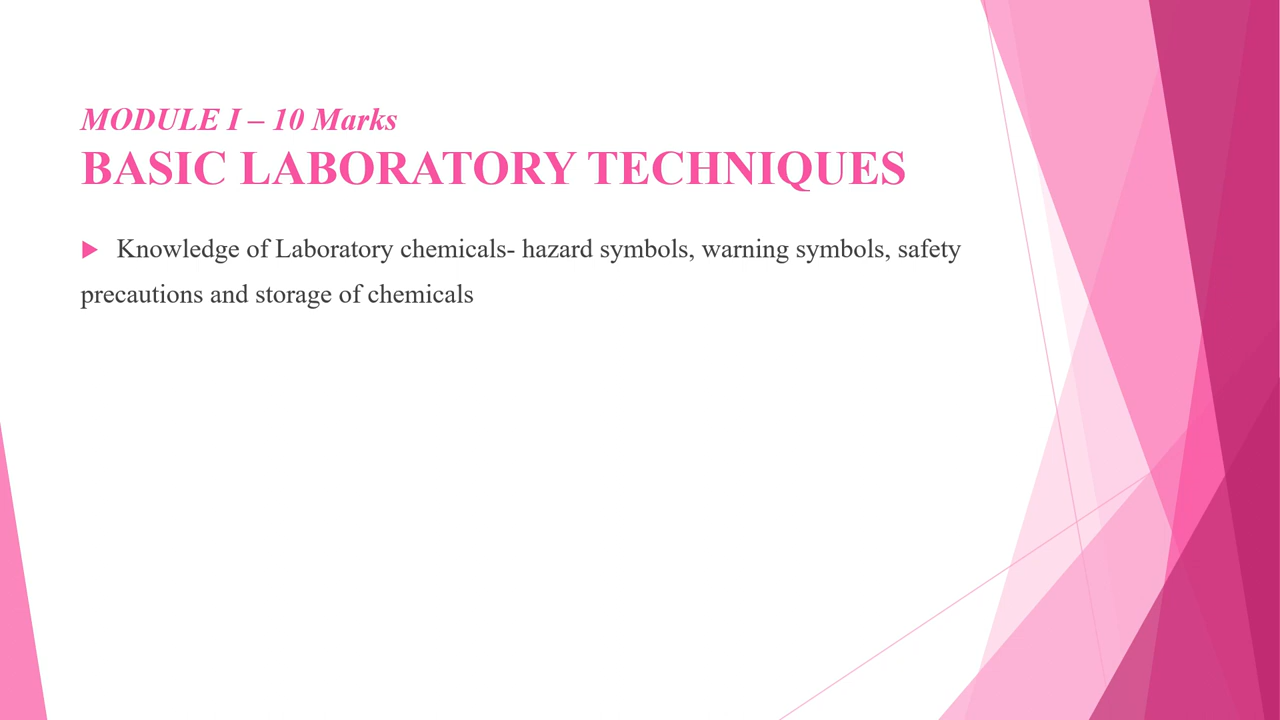 MODULE I – 10 Marks
BASIC LABORATORY TECHNIQUES
Knowledge of Laboratory chemicals- hazard symbols, warning symbols, safety
precautions and storage of chemicals